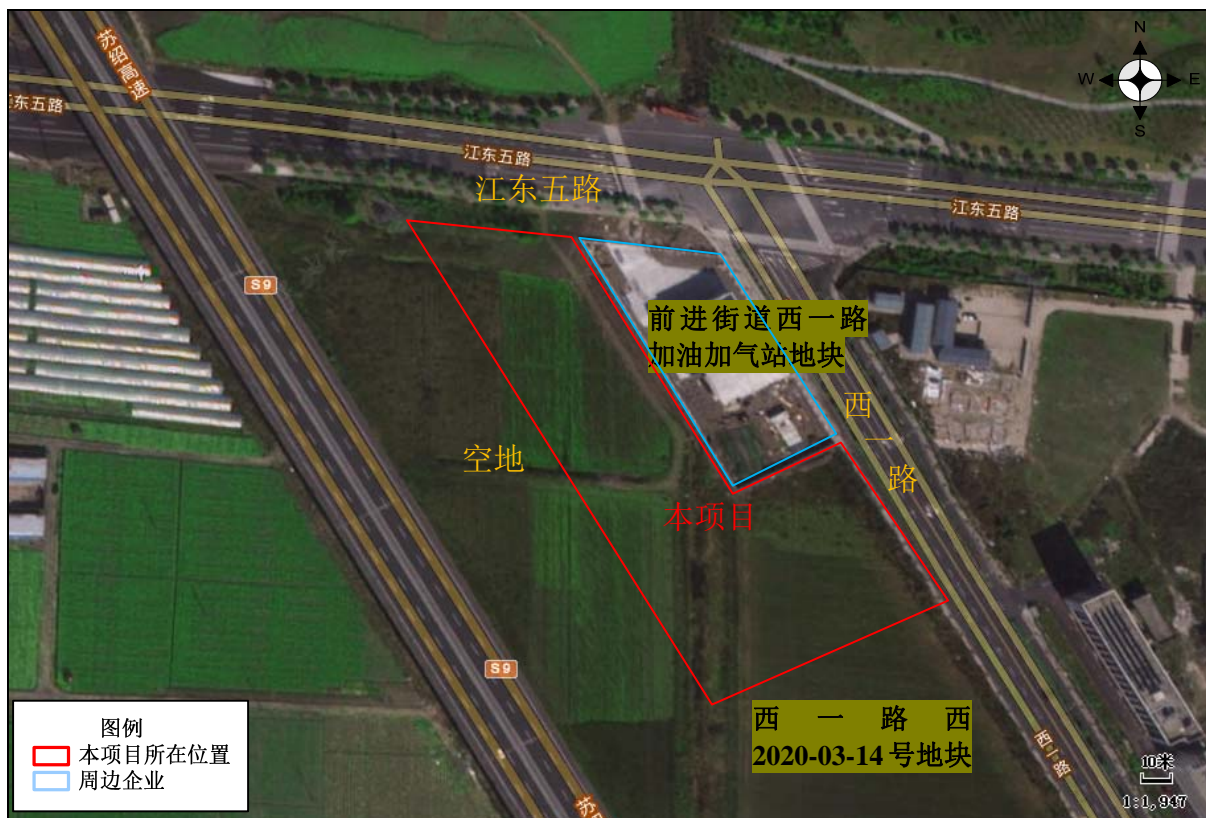 N
W
E
S
苏绍高速
东五路
江东五路
江东五路
江东五路
S9
前进街道西一路
加油加气站地块
西一路
空地
本项目
S9
西一路西
2020-03-14号地块
西一路
苏
图例
本项目所在位置
周边企业
10米
1:1,947